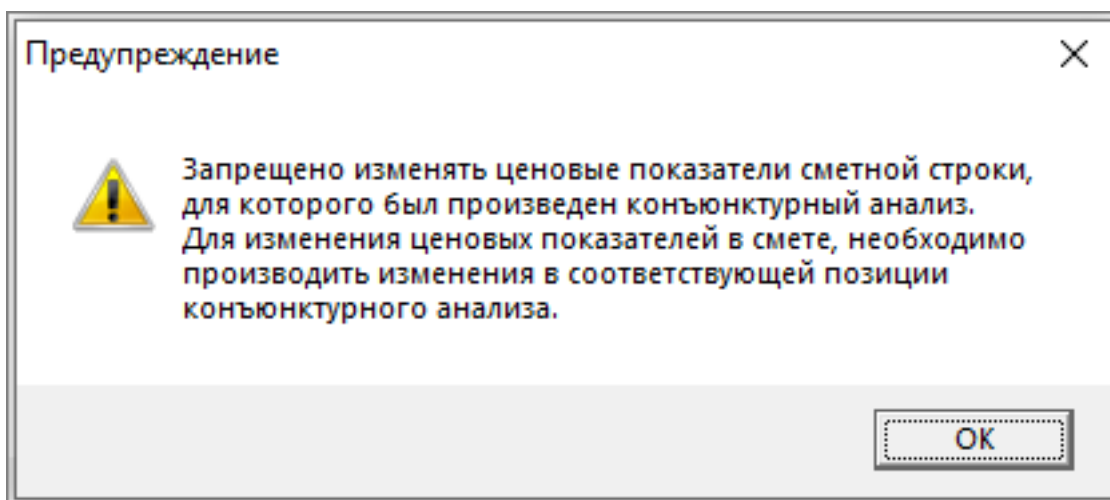 Предупреждение
Запрещено изменять ценовые показатели сметной строки,
для которого был произведен конъюнктурный анализ.
Для изменения ценовых показателей в смете, необходимо
производить изменения в соответствующей позиции
конъюнктурного анализа.
ОК